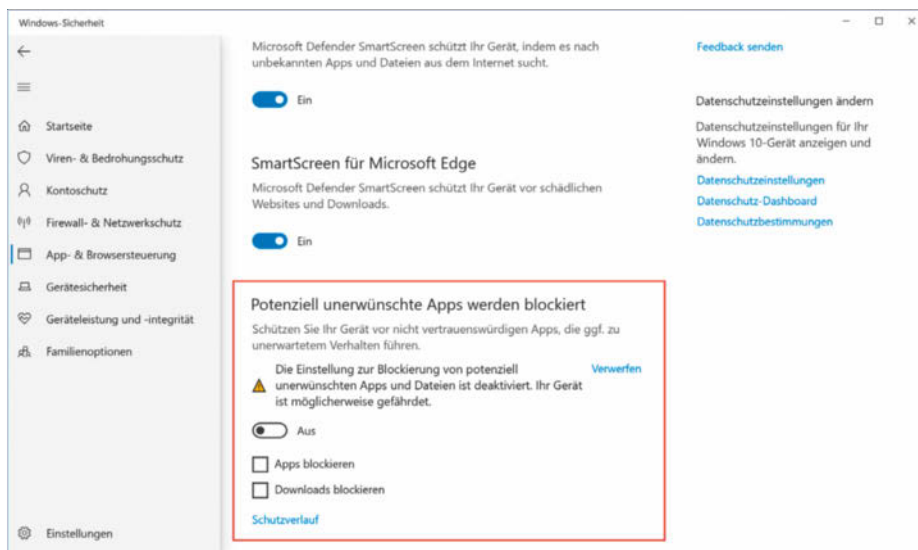 Windows-Sicherheit
Startseite
Viren- & Bedrohungsschutz
Kontoschutz
Firewall- & Netzwerkschutz
App- & Browsersteuerung
Gerätesicherheit
Geräteleistung und -integrität
Familienoptionen
Einstellungen
Microsoft Defender SmartScreen schützt Ihr Gerät, indem es nach
unbekannten Apps und Dateien aus dem Internet sucht.
Ein
SmartScreen für Microsoft Edge
Microsoft Defender SmartScreen schützt Ihr Gerät vor schädlichen
Websites und Downloads.
Ein
Potenziell unerwünschte Apps werden blockiert
Schützen Sie Ihr Gerät vor nicht vertrauenswürdigen Apps, die ggf. zu
unerwartetem Verhalten führen.
Die Einstellung zur Blockierung von potenziell
unerwünschten Apps und Dateien ist deaktiviert. Ihr Gerät
ist möglicherweise gefährdet.
Verwerfen
Aus
Apps blockieren
Downloads blockieren
Schutzverlauf
Feedback senden
Datenschutzeinstellungen ändern
Datenschutzeinstellungen für Ihr
Windows 10-Gerät anzeigen und
ändern.
Datenschutzeinstellungen
Datenschutz-Dashboard
Datenschutzbestimmungen